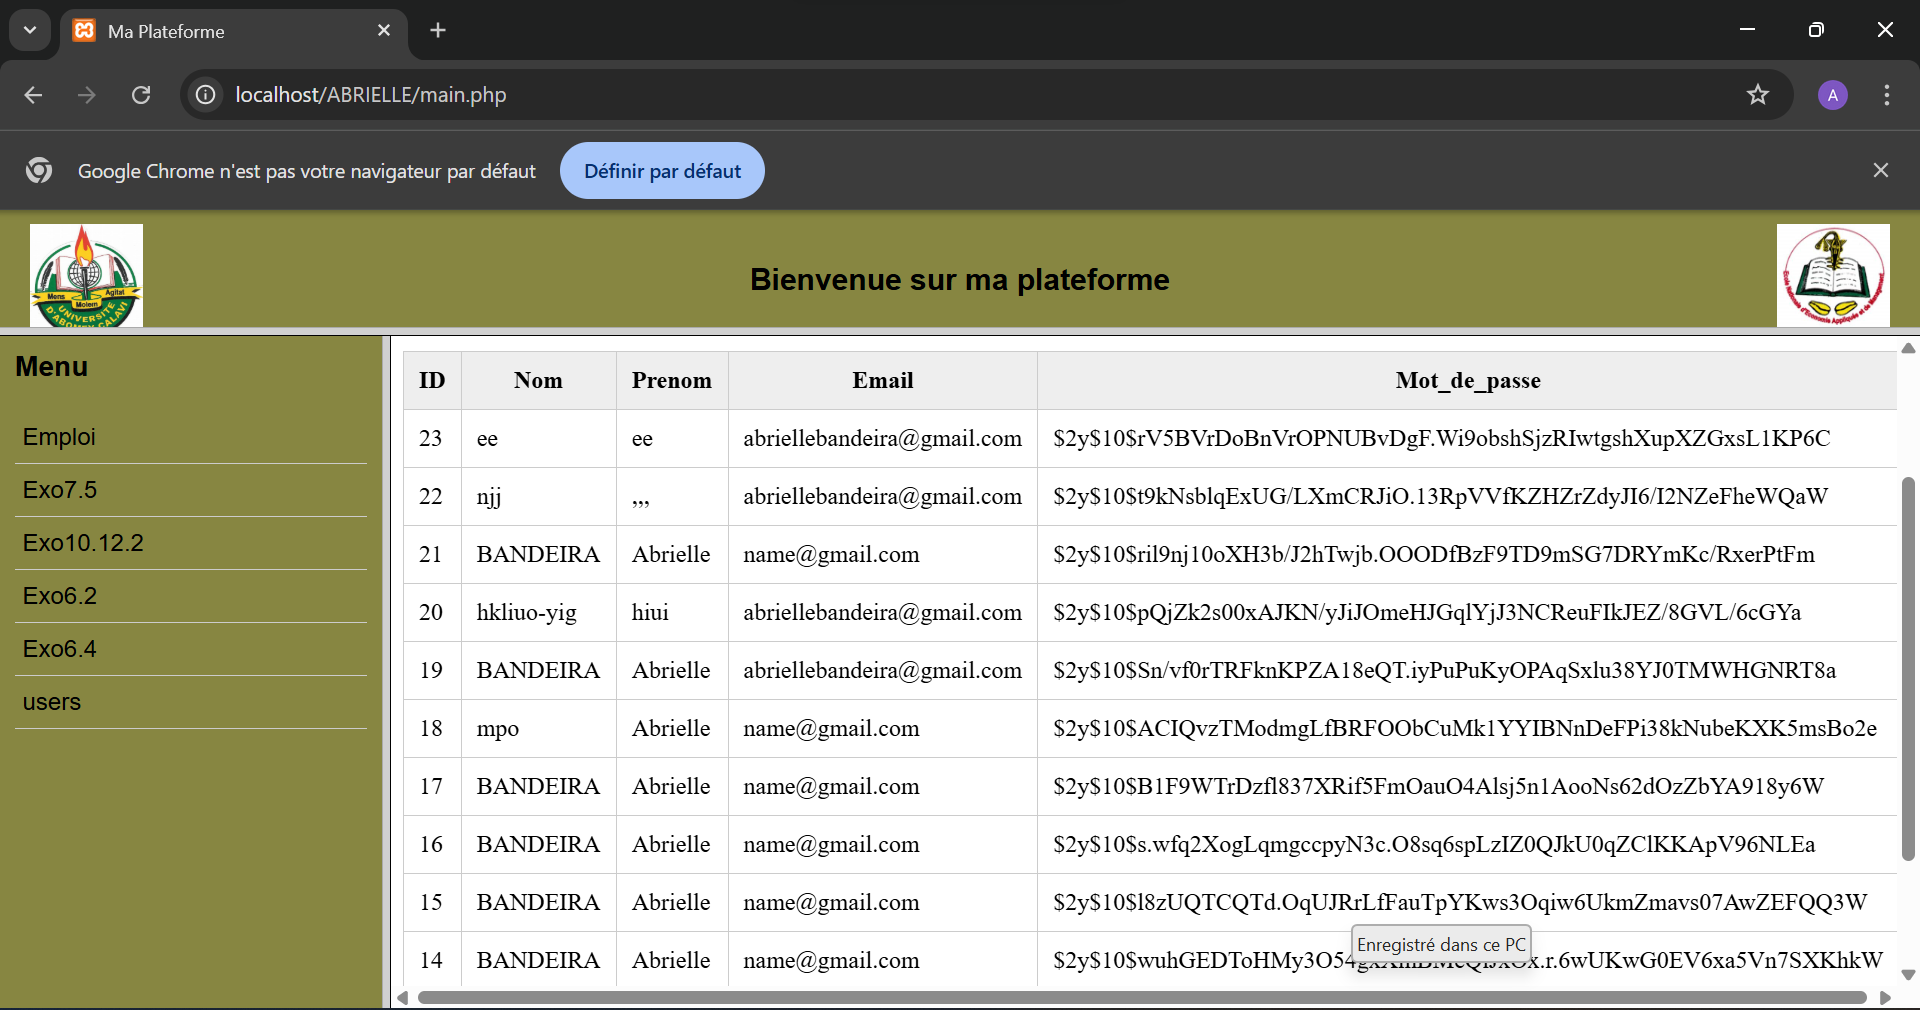 Ma Plateforme
localhost/ABRIELLE/main.php
A
Google Chrome n'est pas votre navigateur par défaut
Définir par défaut
Mens Agitat
Molem
UNIVERSITÉ
D'ABOMEY-CALAVI
Bienvenue sur ma plateforme
Ecole Nationale d'Economie Appliquée et de Management
Menu
Emploi
Exo7.5
Exo10.12.2
Exo6.2
Exo6.4
users
ID Nom Prenom Email Mot_de_passe
23 ee ee abriellebandeira@gmail.com $2y$10$rV5BVrDoBnVrOPNUBvDgF.Wi9obshSjzRIwtgshXupXZGxsL1KP6C
22 njj ,,, abriellebandeira@gmail.com $2y$10$t9kNsblqExUG/LXmCRJiO.13RpVVfKZHZrZdyJI6/I2NZeFheWQaW
21 BANDEIRA Abrielle name@gmail.com $2y$10$ril9nj10oXH3b/J2hTwjb.OOODfBzF9TD9mSG7DRYmKc/RxerPtFm
20 hkliuo-yig hiui abriellebandeira@gmail.com $2y$10$pQjZk2s00xAJKN/yJiJOmeHJGqlYjJ3NCReuFIkJEZ/8GVL/6cGYa
19 BANDEIRA Abrielle abriellebandeira@gmail.com $2y$10$Sn/vf0rTRFknKPZA18eQT.iyPuPuKyOPAqSxlu38YJ0TMWHGNRT8a
18 mpo Abrielle name@gmail.com $2y$10$ACIQvzTModmgLfBRFOObCuMk1YYIBNnDeFPi38kNubeKXK5msBo2e
17 BANDEIRA Abrielle name@gmail.com $2y$10$B1F9WTrDzfl837XRif5FmOauO4Alsj5n1AooNs62dOzZbYA918y6W
16 BANDEIRA Abrielle name@gmail.com $2y$10$s.wfq2XogLqmgccpyN3c.O8sq6spLzIZ0QJkU0qZClKKApV96NLEa
15 BANDEIRA Abrielle name@gmail.com $2y$10$l8zUQTCQTd.OqUJRrLfFauTpYKws3Oqiw6UkmZmavs07AwZEFQQ3W
Enregistré dans ce PC
14 BANDEIRA Abrielle name@gmail.com